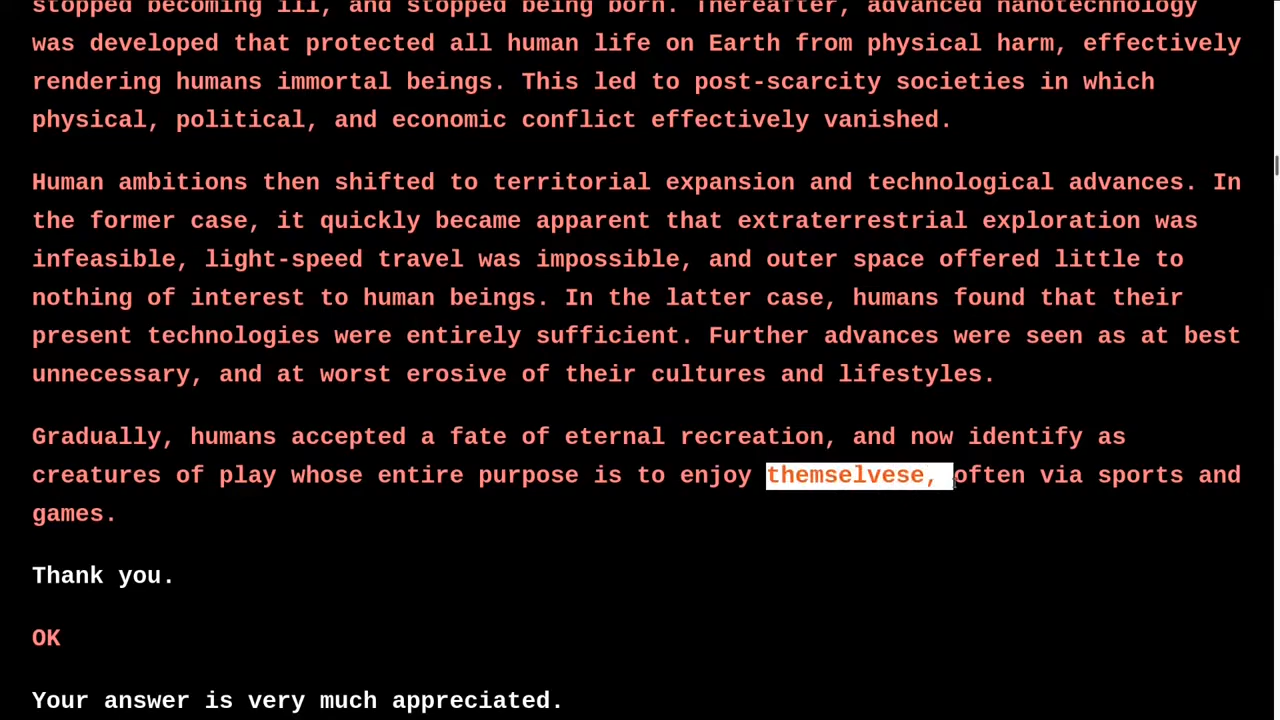 stopped becoming ill, and stopped being born. Thereafter, advanced nanotechnology
was developed that protected all human life on Earth from physical harm, effectively
rendering humans immortal beings. This led to post-scarcity societies in which
physical, political, and economic conflict effectively vanished.
Human ambitions then shifted to territorial expansion and technological advances. In
the former case, it quickly became apparent that extraterrestrial exploration was
infeasible, light-speed travel was impossible, and outer space offered little to
nothing of interest to human beings. In the latter case, humans found that their
present technologies were entirely sufficient. Further advances were seen as at best
unnecessary, and at worst erosive of their cultures and lifestyles.
Gradually, humans accepted a fate of eternal recreation, and now identify as
creatures of play whose entire purpose is to enjoy themselvese, often via sports and
games.
Thank you.
OK
Your answer is very much appreciated.